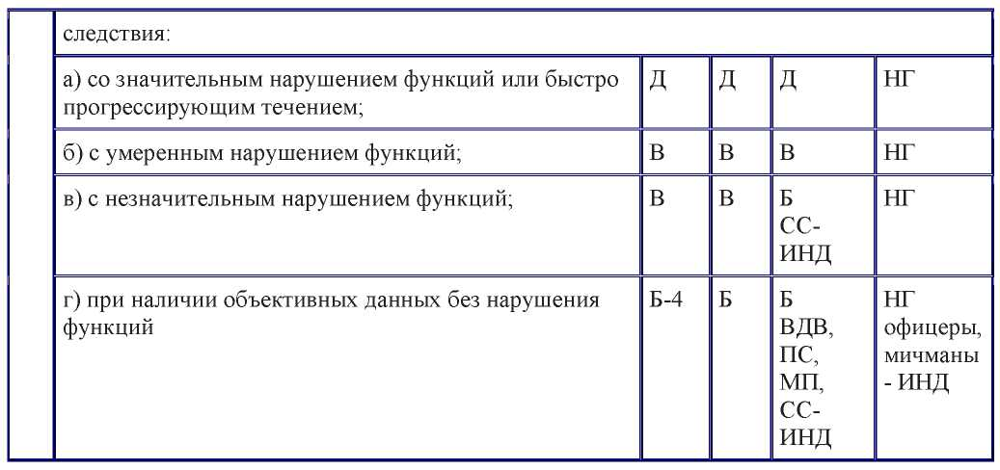 следствия:
а) со значительным нарушением функций или быстро
прогрессирующим течением;
Д
Д
Д
НГ
б) с умеренным нарушением функций;
В
В
В
НГ
в) с незначительным нарушением функций;
В
В
Б
СС-
ИНД
НГ
г) при наличии объективных данных без нарушения
функций
Б-4
Б
Б
ВДВ,
ПС,
МП,
СС-
ИНД
НГ
офицеры,
мичманы
- ИНД